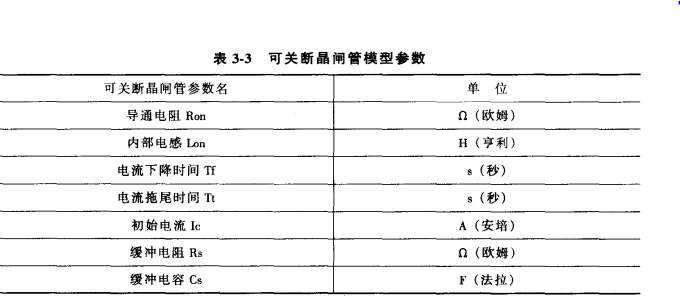 表 3-3 可关断晶闸管模型参数
可关断晶闸管参数名 单 位
导通电阻 Ron Ω（欧姆）
内部电感 Lon H（亨利）
电流下降时间 Tf s（秒）
电流拖尾时间 Tt s（秒）
初始电流 Ic A（安培）
缓冲电阻 Rs Ω（欧姆）
缓冲电容 Cs F（法拉）